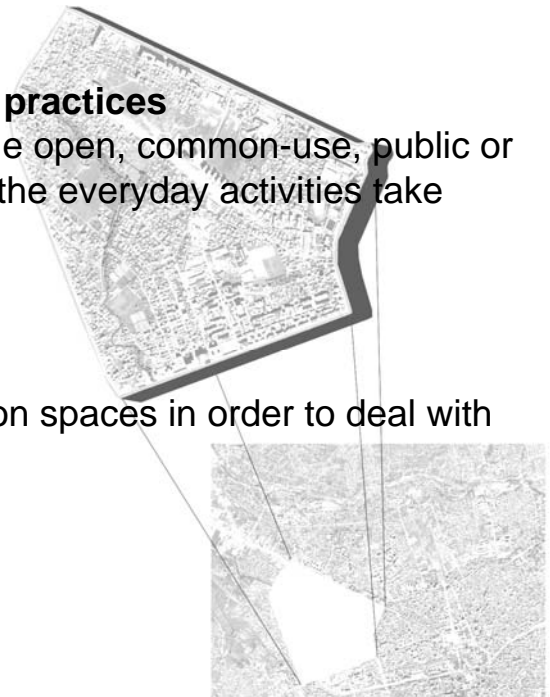 practices
e open, common-use, public or
the everyday activities take
on spaces in order to deal with